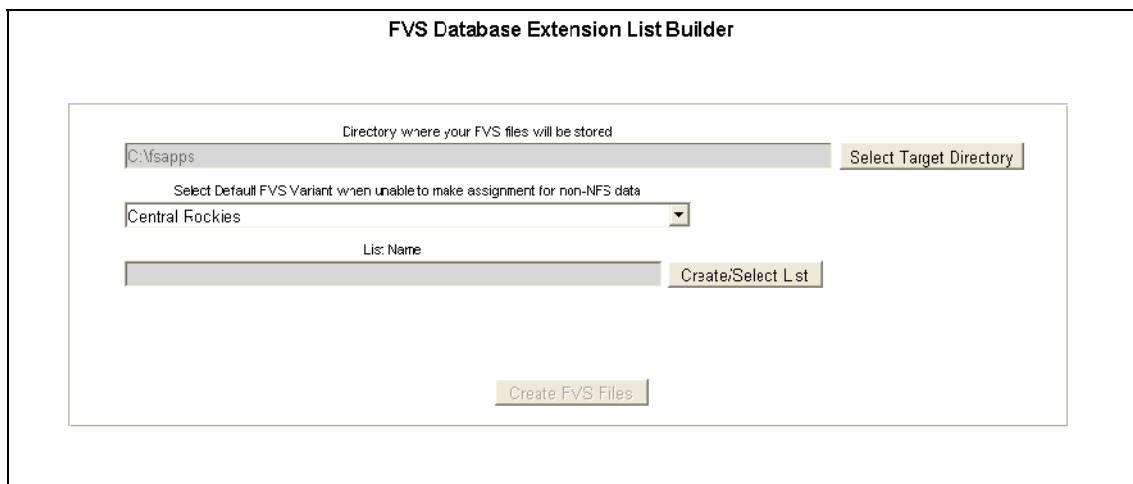 FVS Database Extension List Builder
Directory where your FVS files will be stored
C:\fsapps
Select Target Directory
Select Default FVS Variant when unable to make assignment for non-NFS data
Central Rockies
List Name
Create/Select List
Create FVS Files